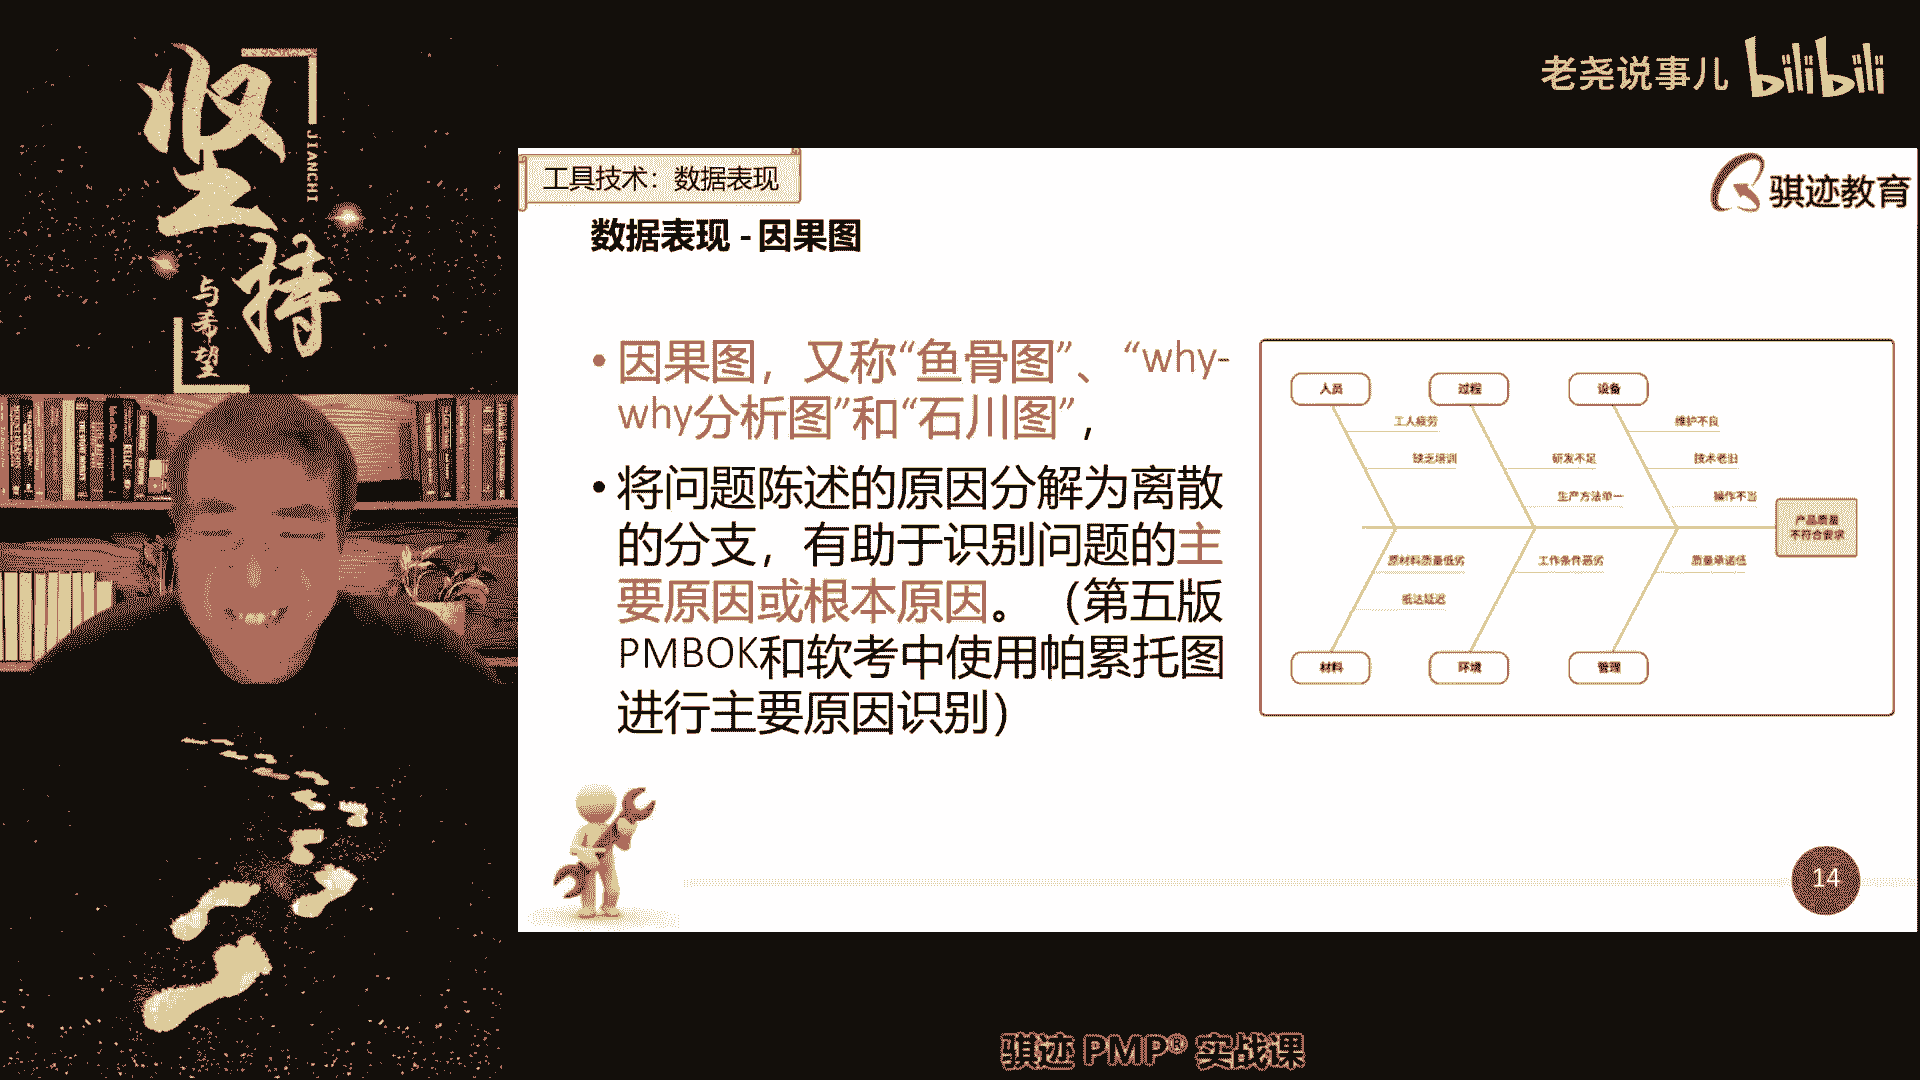 坚持
JIANCHI
与希望
老尧说事儿 bilibili
工具技术：数据表现
骐迹教育
数据表现 - 因果图
• 因果图，又称“鱼骨图”、“why-
why分析图”和“石川图”，
• 将问题陈述的原因分解为离散
的分支，有助于识别问题的主
要原因或根本原因。（第五版
PMBOK和软考中使用帕累托图
进行主要原因识别）
人员
过程
设备
工人疲劳
维护不良
缺乏培训
研发不足
技术老旧
生产方法单一
操作不当
产品质量
不符合要求
原材料质量低劣
工作条件恶劣
质量承诺低
抵达延迟
材料
环境
管理
14
骐迹 PMP® 实战课